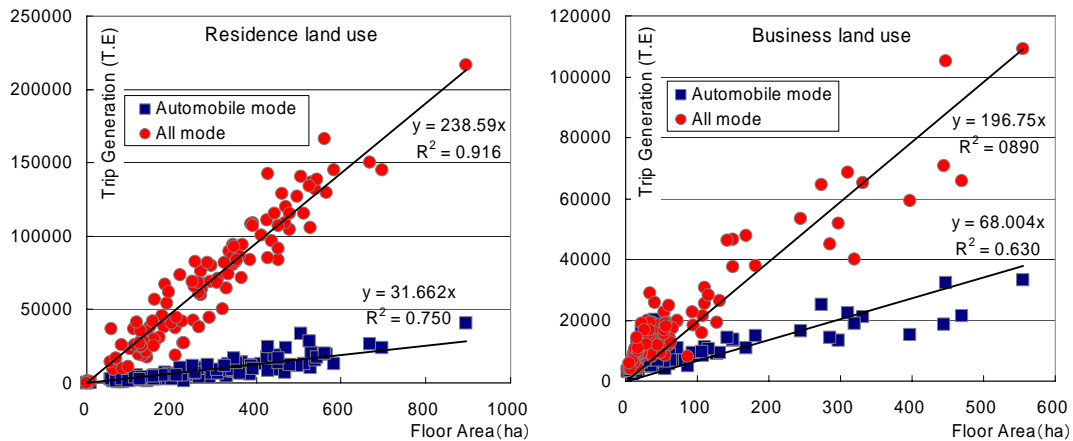 Residence land use
Trip Generation (T.E)
250000
200000
150000
100000
50000
0
Automobile mode
All mode
y = 238.59x
R² = 0.916
y = 31.662x
R² = 0.750
0 200 400 600 800 1000
Floor Area(ha)
Business land use
Trip Generation (T.E)
120000
100000
80000
60000
40000
20000
0
Automobile mode
All mode
y = 196.75x
R² = 0890
y = 68.004x
R² = 0.630
0 100 200 300 400 500 600
Floor Area(ha)